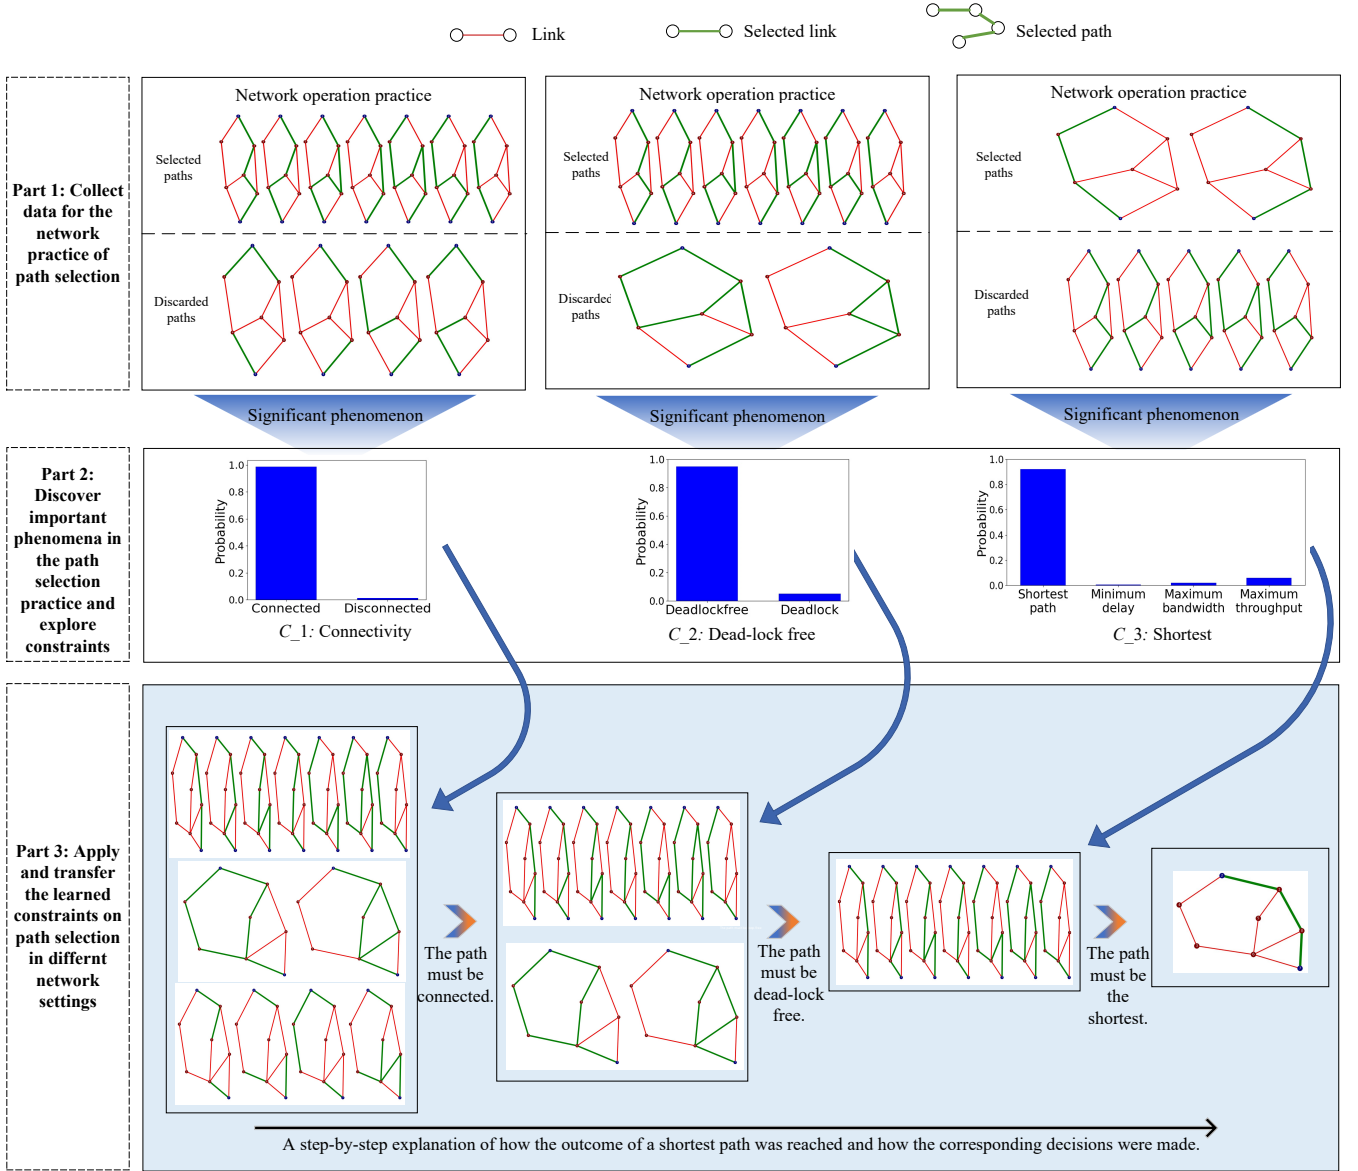 Link
Selected link
Selected path
Part 1: Collect
data for the
network
practice of
path selection
Network operation practice
Selected
paths
Discarded
paths
Network operation practice
Selected
paths
Discarded
paths
Network operation practice
Selected
paths
Discarded
paths
Significant phenomenon
Significant phenomenon
Significant phenomenon
Part 2:
Discover
important
phenomena in
the path
selection
practice and
explore
constraints
Probability
1.0
0.8
0.6
0.4
0.2
0.0
Connected
Disconnected
C_1: Connectivity
Probability
1.0
0.8
0.6
0.4
0.2
0.0
Deadlockfree
Deadlock
C_2: Dead-lock free
Probability
1.0
0.8
0.6
0.4
0.2
0.0
Shortest
path
Minimum
delay
Maximum
bandwidth
Maximum
throughput
C_3: Shortest
Part 3: Apply
and transfer
the learned
constraints on
path selection
in differnt
network
settings
The path
must be
connected.
The path
must be
dead-lock
free.
The path
must be
the
shortest.
A step-by-step explanation of how the outcome of a shortest path was reached and how the corresponding decisions were made.